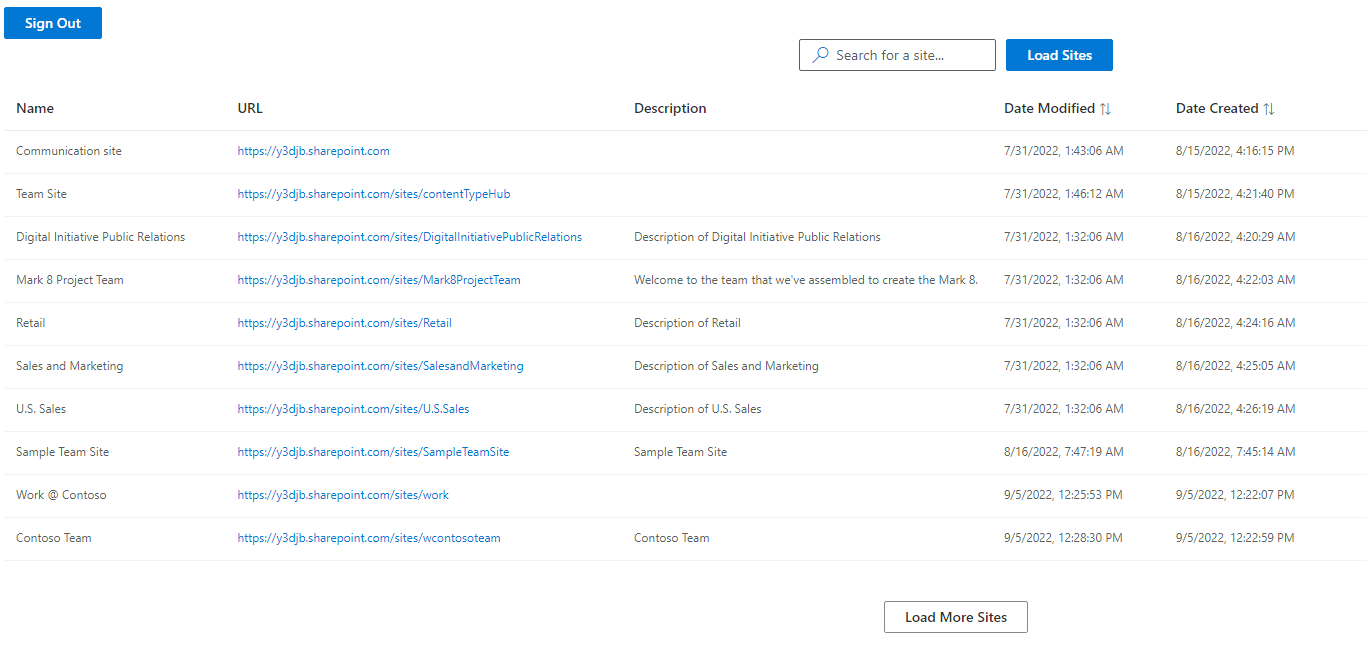 Sign Out
Search for a site... Load Sites
Name URL Description Date Modified Date Created
Communication site https://y3djb.sharepoint.com 7/31/2022, 1:43:06 AM 8/15/2022, 4:16:15 PM
Team Site https://y3djb.sharepoint.com/sites/contentTypeHub 7/31/2022, 1:46:12 AM 8/15/2022, 4:21:40 PM
Digital Initiative Public Relations https://y3djb.sharepoint.com/sites/DigitalInitiativePublicRelations Description of Digital Initiative Public Relations 7/31/2022, 1:32:06 AM 8/16/2022, 4:20:29 AM
Mark 8 Project Team https://y3djb.sharepoint.com/sites/Mark8ProjectTeam Welcome to the team that we've assembled to create the Mark 8. 7/31/2022, 1:32:06 AM 8/16/2022, 4:22:03 AM
Retail https://y3djb.sharepoint.com/sites/Retail Description of Retail 7/31/2022, 1:32:06 AM 8/16/2022, 4:24:16 AM
Sales and Marketing https://y3djb.sharepoint.com/sites/SalesandMarketing Description of Sales and Marketing 7/31/2022, 1:32:06 AM 8/16/2022, 4:25:05 AM
U.S. Sales https://y3djb.sharepoint.com/sites/U.S.Sales Description of U.S. Sales 7/31/2022, 1:32:06 AM 8/16/2022, 4:26:19 AM
Sample Team Site https://y3djb.sharepoint.com/sites/SampleTeamSite Sample Team Site 8/16/2022, 7:47:19 AM 8/16/2022, 7:45:14 AM
Work @ Contoso https://y3djb.sharepoint.com/sites/work 9/5/2022, 12:25:53 PM 9/5/2022, 12:22:07 PM
Contoso Team https://y3djb.sharepoint.com/sites/wcontosoteam Contoso Team 9/5/2022, 12:28:30 PM 9/5/2022, 12:22:59 PM
Load More Sites